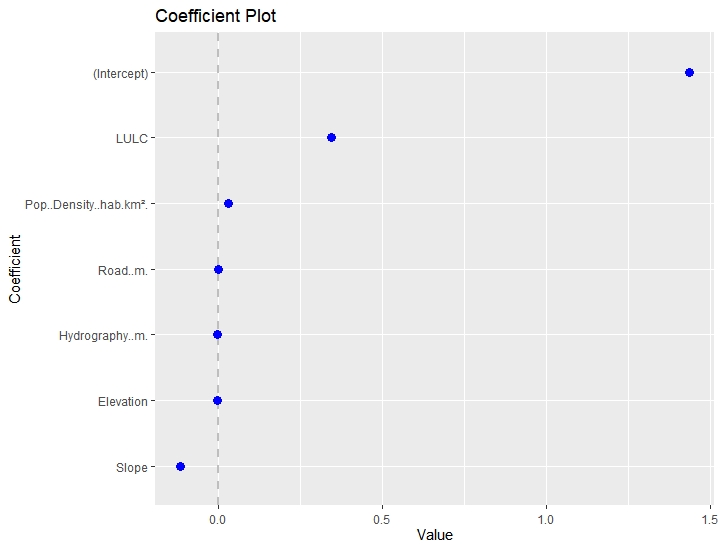 Coefficient Plot
(Intercept)
LULC
Pop..Density..hab.km².
Road..m.
Hydrography..m.
Elevation
Slope
Coefficient
0.0
0.5
1.0
1.5
Value